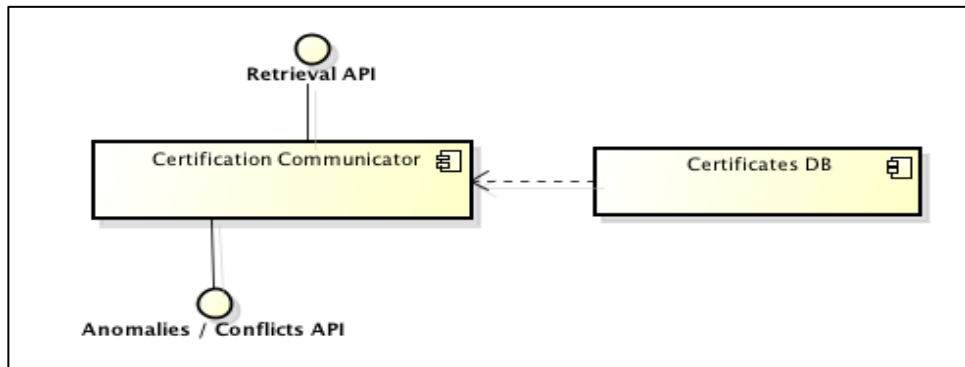 Retrieval API
Certification Communicator
Certificates DB
Anomalies / Conflicts API